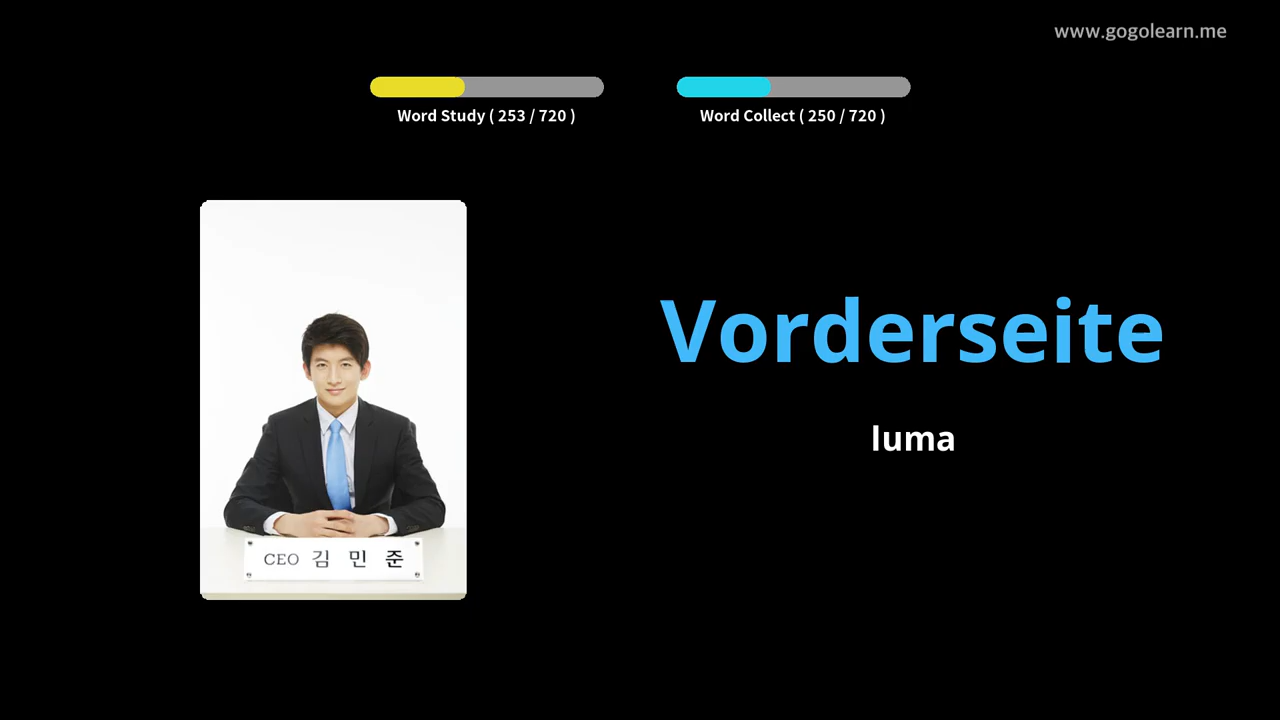 www.gogolearn.me
Word Study ( 253 / 720 )
Word Collect ( 250 / 720 )
Vorderseite
luma
CEO 김 민 준